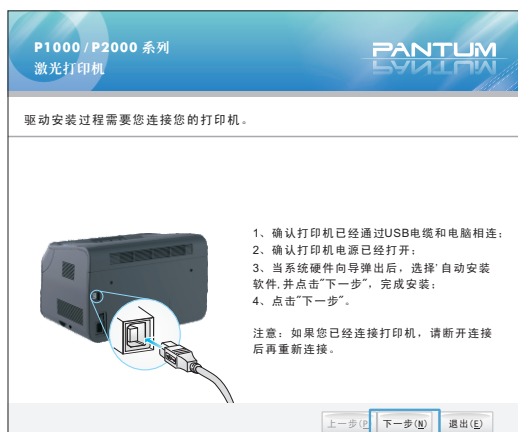 P1000 / P2000 系列
激光打印机
PANTUM
驱动安装过程需要您连接您的打印机。
1、确认打印机已经通过USB电缆和电脑相连；
2、确认打印机电源已经打开；
3、当系统硬件向导弹出后，选择‘自动安装
软件,并点击"下一步"，完成安装；
4、点击"下一步"。
注意：如果您已经连接打印机，请断开连接
后再重新连接。
上一步(P
下一步(N)
退出(E)